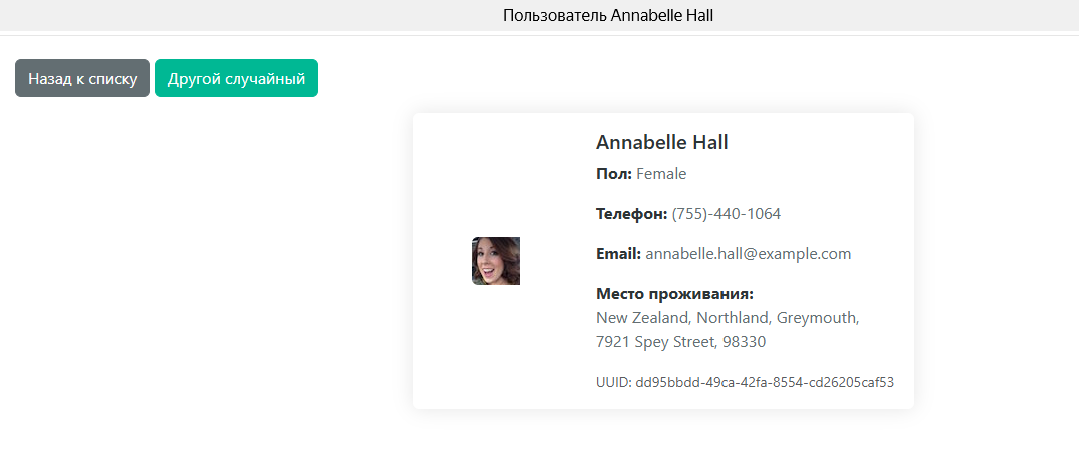 Пользователь Annabelle Hall
Назад к списку
Другой случайный
Annabelle Hall
Пол: Female
Телефон: (755)-440-1064
Email: annabelle.hall@example.com
Место проживания:
New Zealand, Northland, Greymouth,
7921 Spey Street, 98330
UUID: dd95bbdd-49ca-42fa-8554-cd26205caf53